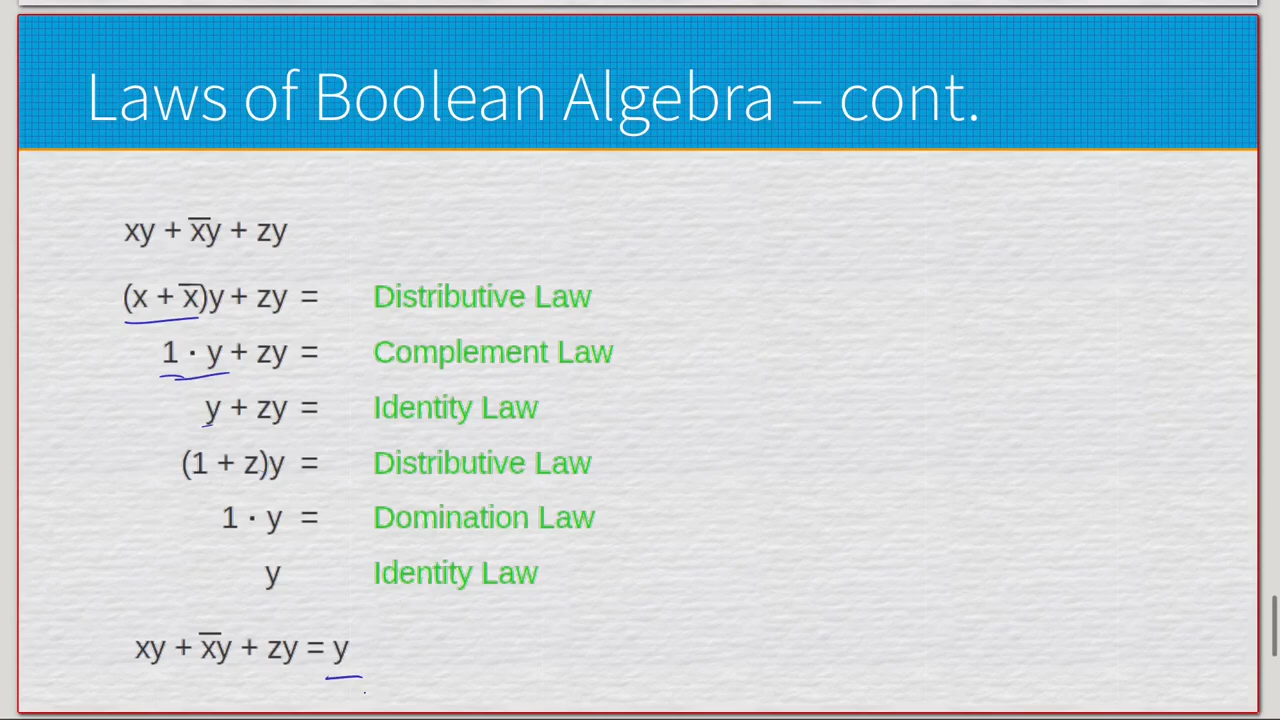 Laws of Boolean Algebra – cont.
xy + x̅y + zy
(x + x̅)y + zy = Distributive Law
1 · y + zy = Complement Law
y + zy = Identity Law
(1 + z)y = Distributive Law
1 · y = Domination Law
y Identity Law
xy + x̅y + zy = y